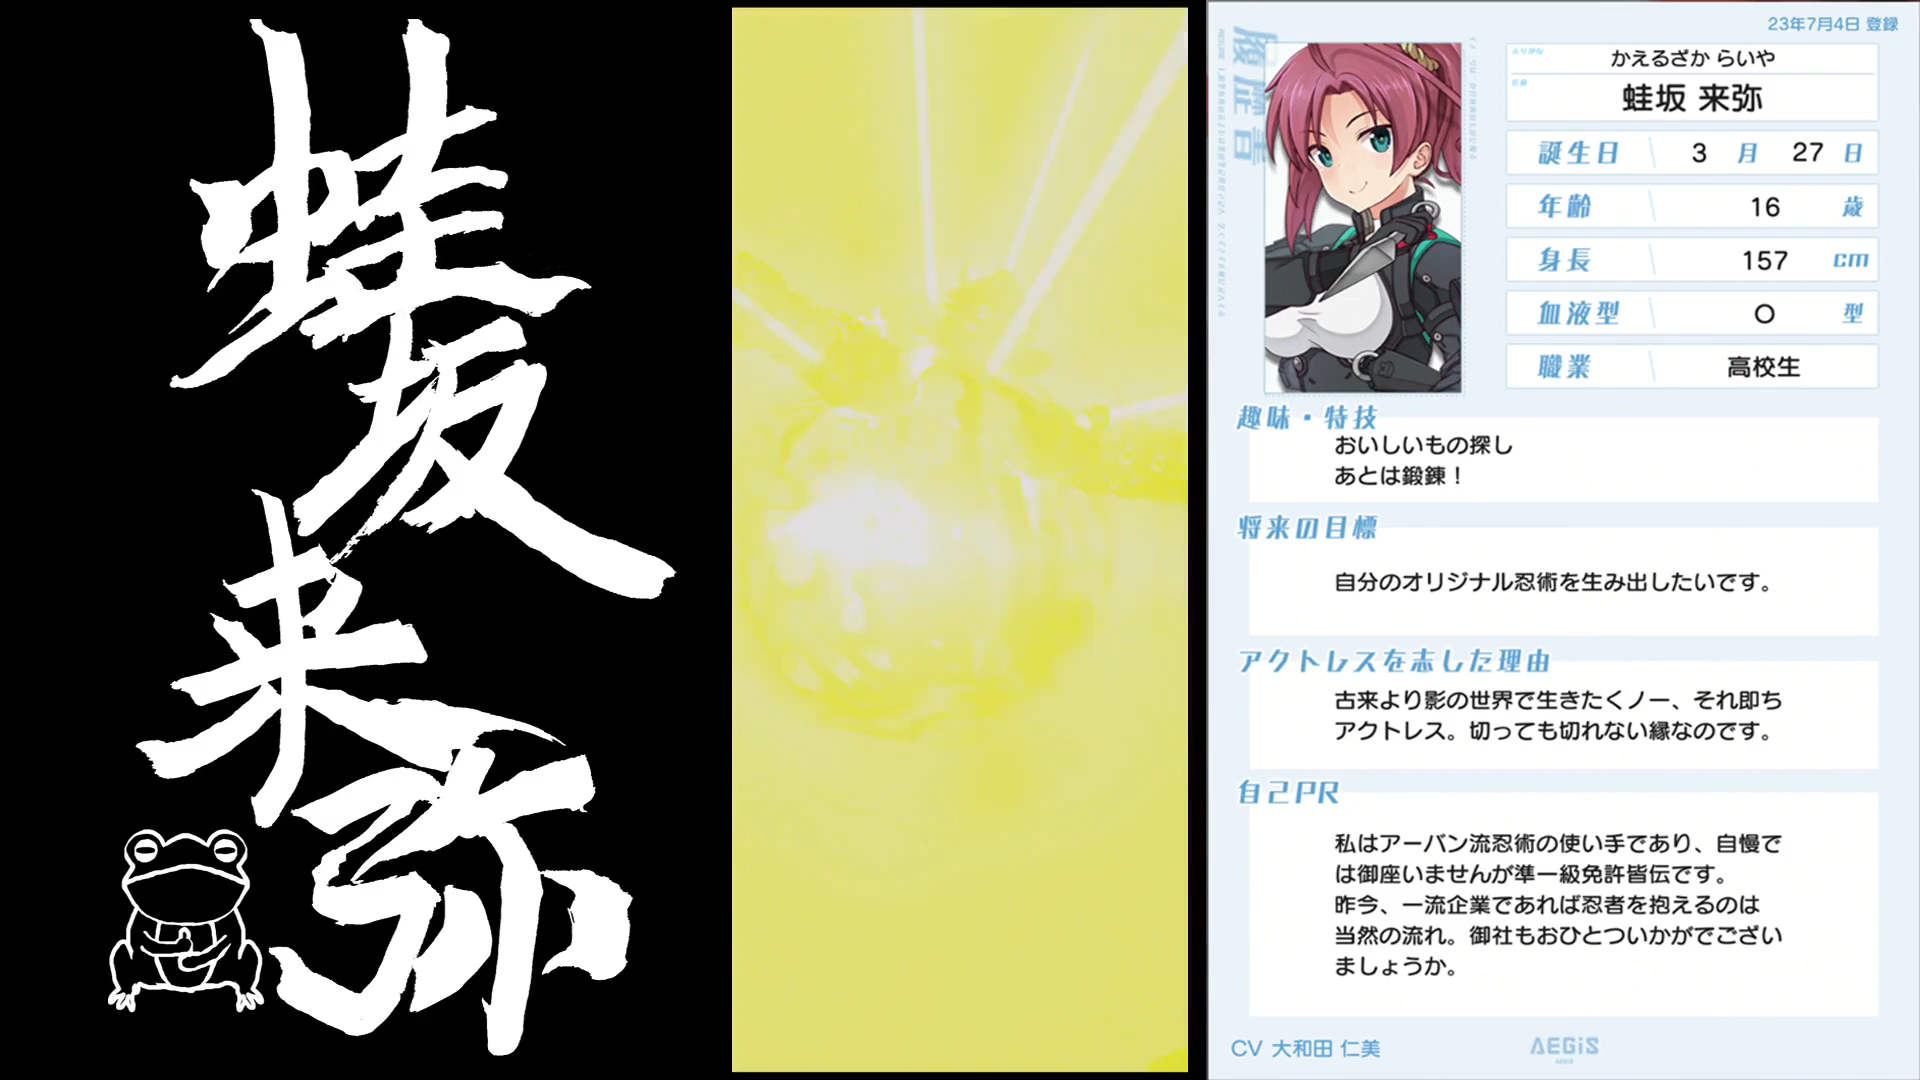 蛙坂来弥
23年7月4日 登録
履歴書
ふりがな
かえるざか らいや
名前
蛙坂 来弥
誕生日 3 月 27 日
年齢 16 歳
身長 157 cm
血液型 O 型
職業 高校生
趣味・特技
おいしいもの探し
あとは鍛錬！
将来の目標
自分のオリジナル忍術を生み出したいです。
アクトレスを志した理由
古来より影の世界で生きたくノー、それ即ち
アクトレス。切っても切れない縁なのです。
自己PR
私はアーバン流忍術の使い手であり、自慢で
は御座いませんが準一級免許皆伝です。
昨今、一流企業であれば忍者を抱えるのは
当然の流れ。御社もおひとついかがでござい
ましょうか。
CV 大和田 仁美
AEGiS